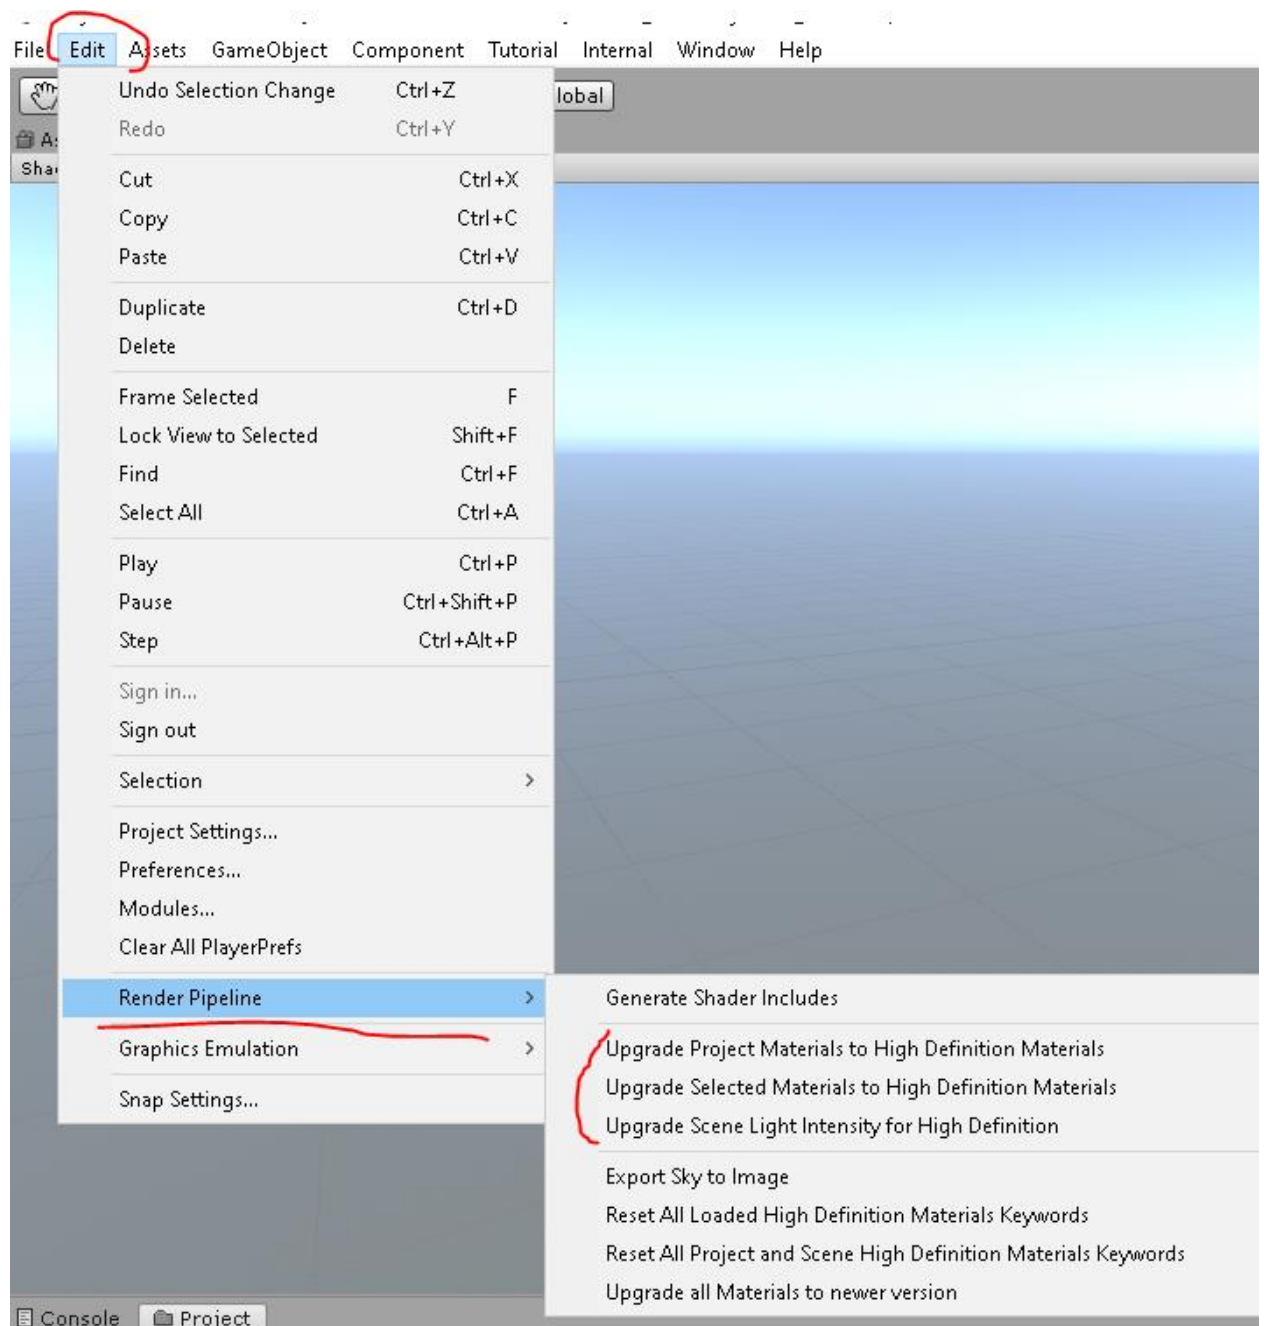 File Edit Assets GameObject Component Tutorial Internal Window Help
Undo Selection Change Ctrl+Z
lobal
Redo Ctrl+Y
Cut Ctrl+X
Copy Ctrl+C
Paste Ctrl+V
Duplicate Ctrl+D
Delete
Frame Selected F
Lock View to Selected Shift+F
Find Ctrl+F
Select All Ctrl+A
Play Ctrl+P
Pause Ctrl+Shift+P
Step Ctrl+Alt+P
Sign in...
Sign out
Selection
Project Settings...
Preferences...
Modules...
Clear All PlayerPrefs
Render Pipeline
Graphics Emulation
Snap Settings...
Generate Shader Includes
Upgrade Project Materials to High Definition Materials
Upgrade Selected Materials to High Definition Materials
Upgrade Scene Light Intensity for High Definition
Export Sky to Image
Reset All Loaded High Definition Materials Keywords
Reset All Project and Scene High Definition Materials Keywords
Upgrade all Materials to newer version
Console Project